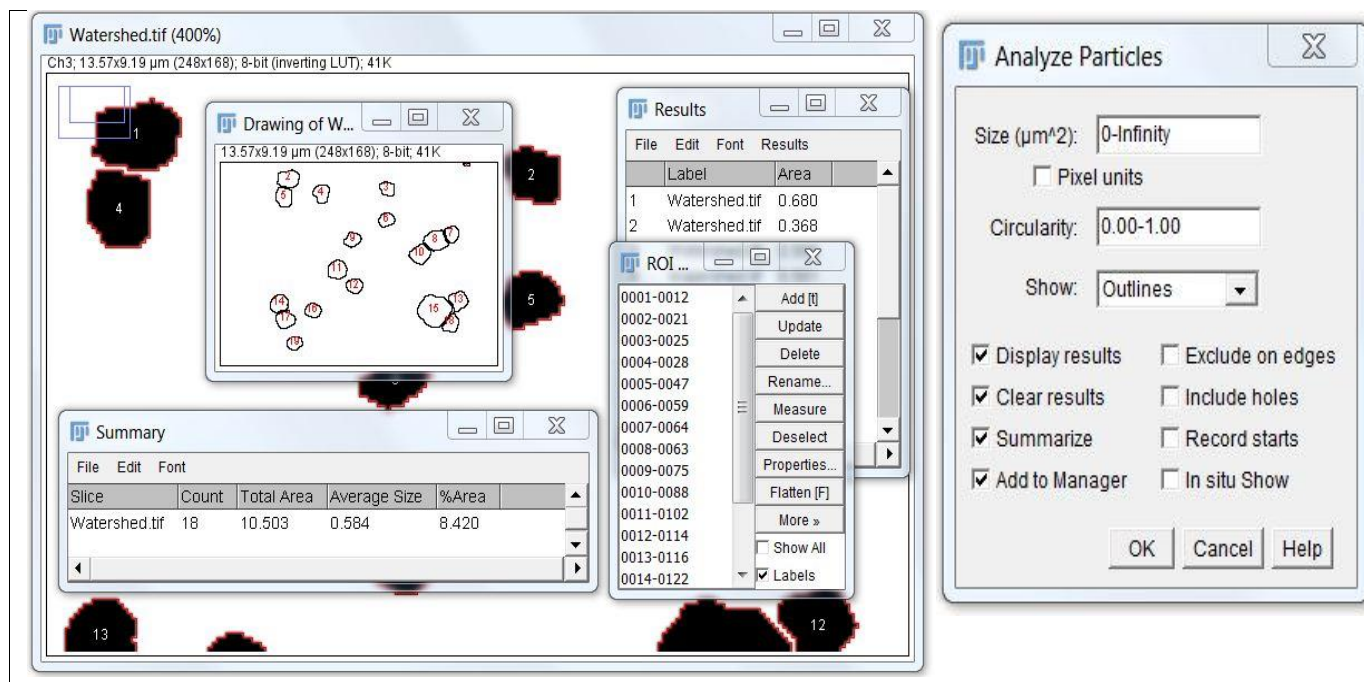 Watershed.tif (400%)
Ch3; 13.57x9.19 µm (248x168); 8-bit (inverting LUT); 41K
1
4
2
5
13
12
Drawing of W...
13.57x9.19 µm (248x168); 8-bit; 41K
2
3
5
4
6
7
8
9
10
11
12
14
13
15
16
17
18
19
Results
File Edit Font Results
Label Area
1 Watershed.tif 0.680
2 Watershed.tif 0.368
ROI ...
0001-0012
0002-0021
0003-0025
0004-0028
0005-0047
0006-0059
0007-0064
0008-0063
0009-0075
0010-0088
0011-0102
0012-0114
0013-0116
0014-0122
Add [t]
Update
Delete
Rename...
Measure
Deselect
Properties...
Flatten [F]
More »
Show All
Labels
Summary
File Edit Font
Slice Count Total Area Average Size %Area
Watershed.tif 18 10.503 0.584 8.420
Analyze Particles
Size (µm^2): 0-Infinity
Pixel units
Circularity: 0.00-1.00
Show: Outlines
Display results Exclude on edges
Clear results Include holes
Summarize Record starts
Add to Manager In situ Show
OK Cancel Help